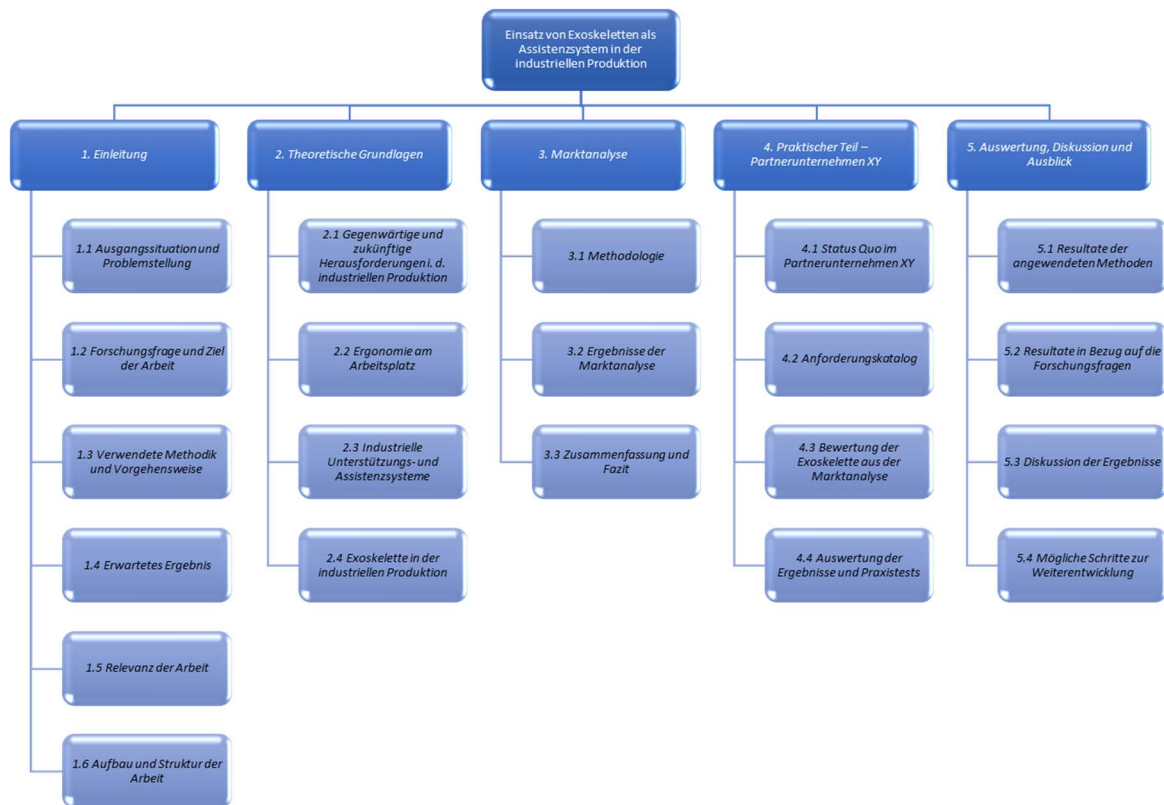 Einsatz von Exoskeletten als
Assistenzsystem in der
industriellen Produktion
1. Einleitung
1.1 Ausgangssituation und
Problemstellung
1.2 Forschungsfrage und Ziel
der Arbeit
1.3 Verwendete Methodik
und Vorgehensweise
1.4 Erwartetes Ergebnis
1.5 Relevanz der Arbeit
1.6 Aufbau und Struktur der
Arbeit
2. Theoretische Grundlagen
2.1 Gegenwärtige und
zukünftige
Herausforderungen i. d.
industriellen Produktion
2.2 Ergonomie am
Arbeitsplatz
2.3 Industrielle
Unterstützungs- und
Assistenzsysteme
2.4 Exoskelette in der
industriellen Produktion
3. Marktanalyse
3.1 Methodologie
3.2 Ergebnisse der
Marktanalyse
3.3 Zusammenfassung und
Fazit
4. Praktischer Teil –
Partnerunternehmen XY
4.1 Status Quo im
Partnerunternehmen XY
4.2 Anforderungskatalog
4.3 Bewertung der
Exoskelette aus der
Marktanalyse
4.4 Auswertung der
Ergebnisse und Praxistests
5. Auswertung, Diskussion und
Ausblick
5.1 Resultate der
angewendeten Methoden
5.2 Resultate in Bezug auf die
Forschungsfragen
5.3 Diskussion der Ergebnisse
5.4 Mögliche Schritte zur
Weiterentwicklung